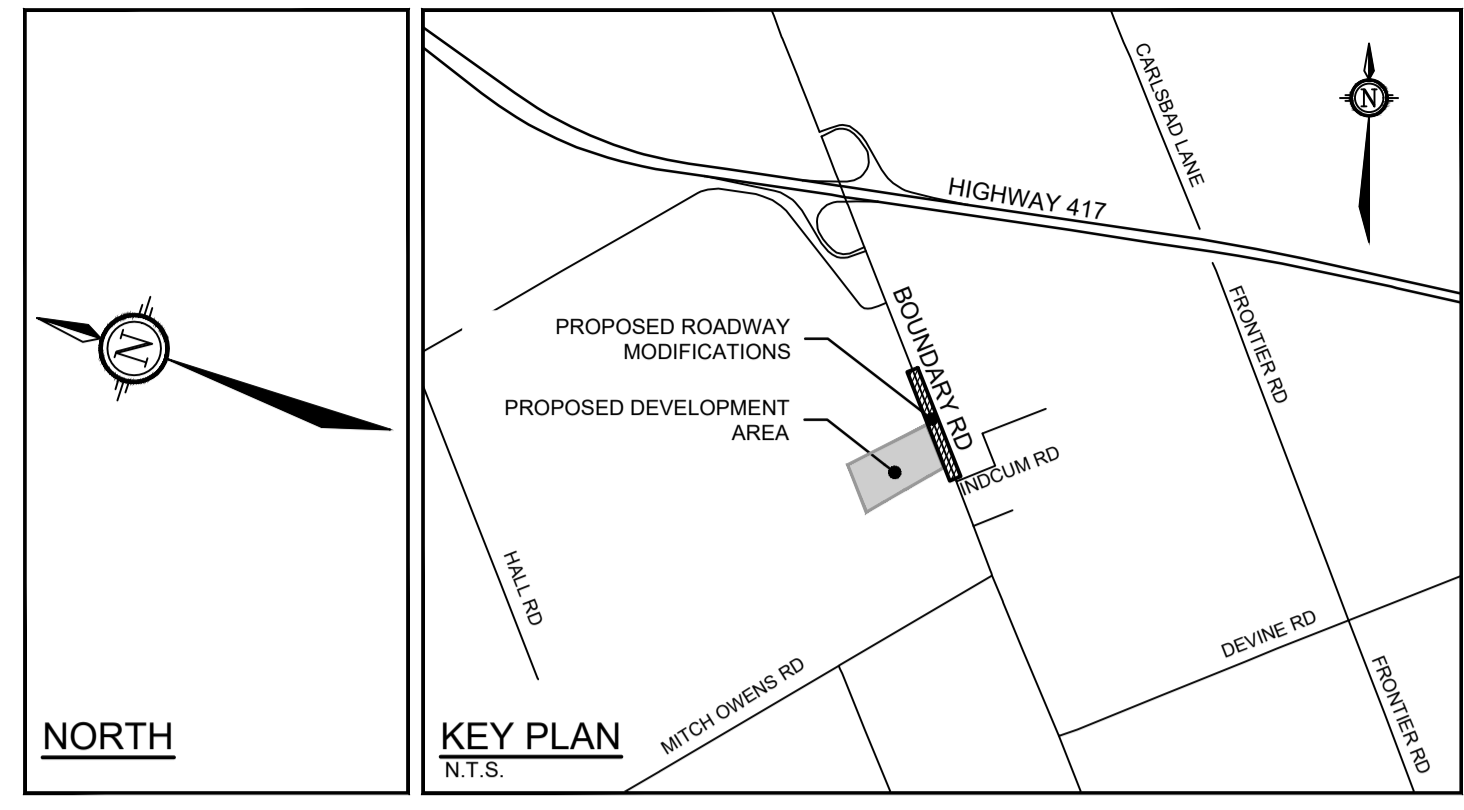 N
NORTH
CARLSBAD LANE
N
HIGHWAY 417
BOUNDARY RD
FRONTIER RD
PROPOSED ROADWAY
MODIFICATIONS
PROPOSED DEVELOPMENT
AREA
INDCUM RD
HALL RD
DEVINE RD
MITCH OWENS RD
FRONTIER RD
KEY PLAN
N.T.S.